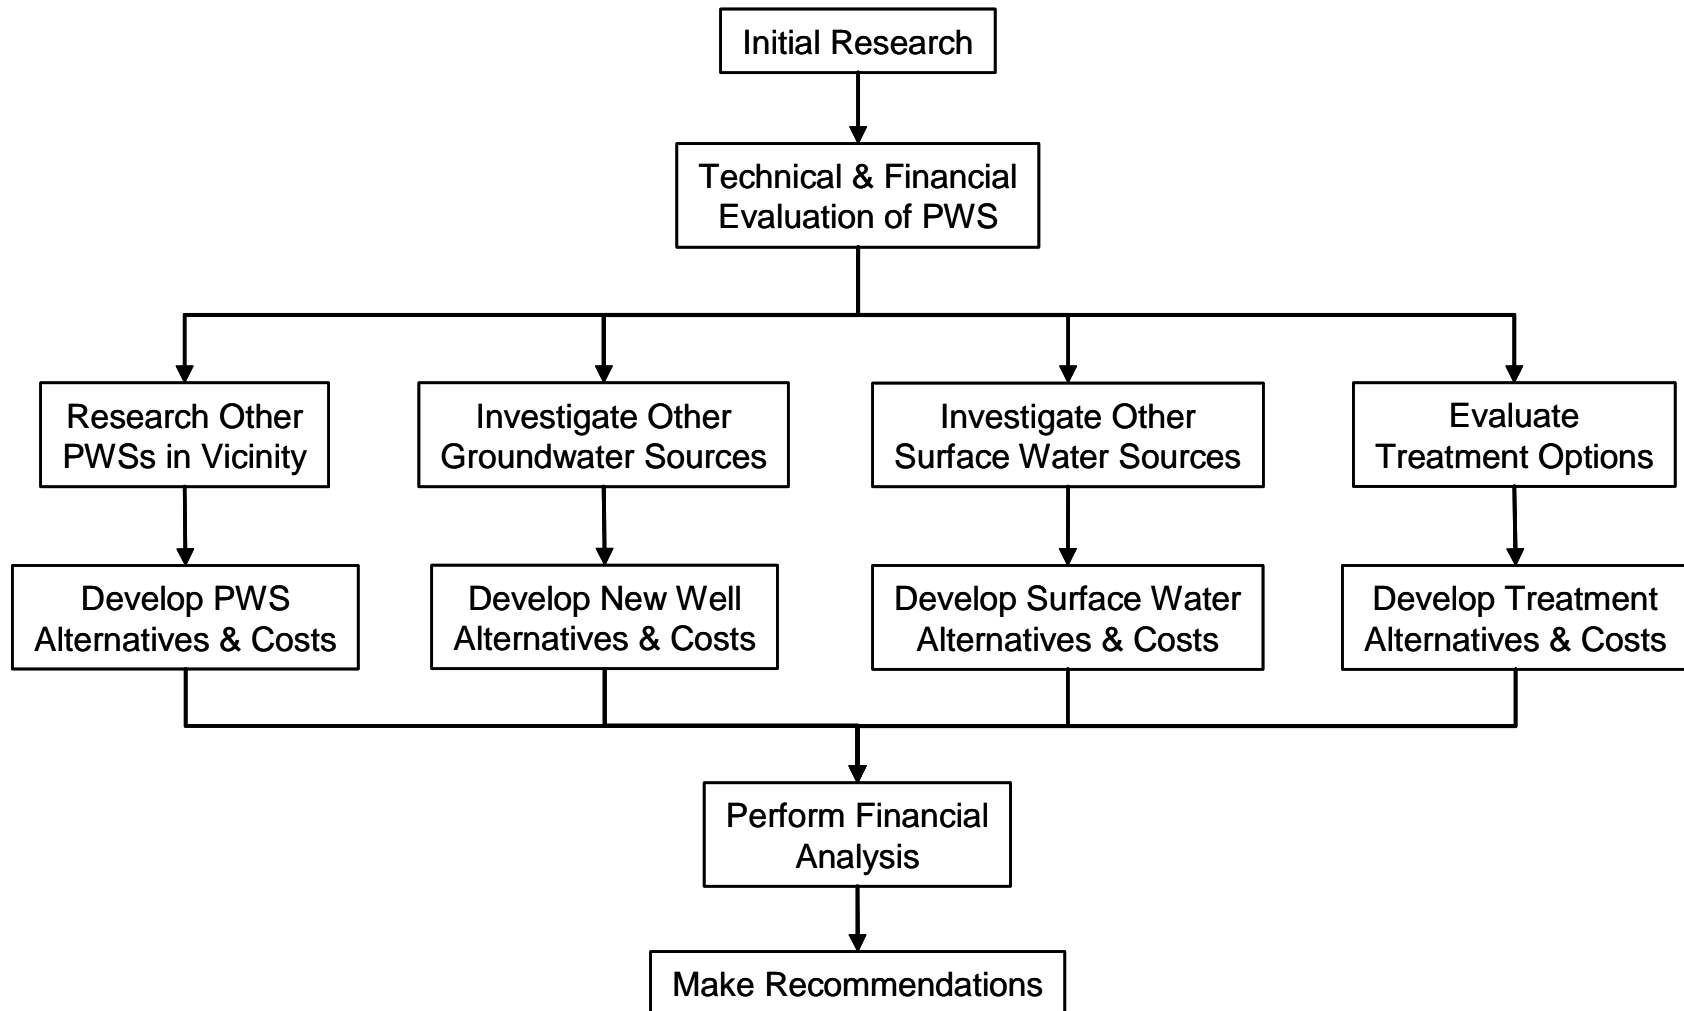 Initial Research
Technical & Financial
Evaluation of PWS
Research Other
PWSs in Vicinity
Investigate Other
Groundwater Sources
Investigate Other
Surface Water Sources
Evaluate
Treatment Options
Develop PWS
Alternatives & Costs
Develop New Well
Alternatives & Costs
Develop Surface Water
Alternatives & Costs
Develop Treatment
Alternatives & Costs
Perform Financial
Analysis
Make Recommendations